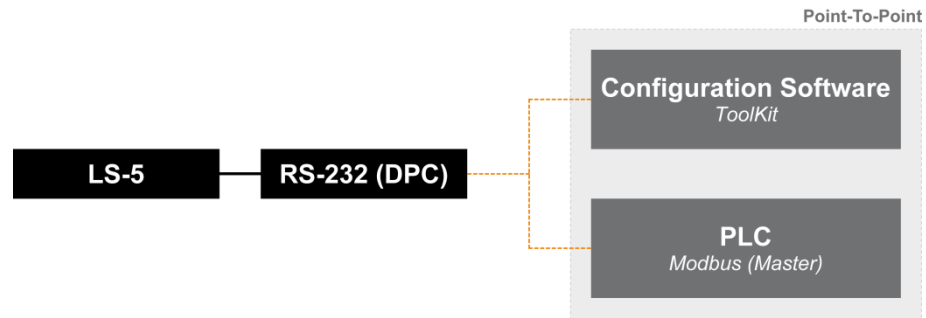 Point-To-Point
Configuration Software
ToolKit
LS-5
RS-232 (DPC)
PLC
Modbus (Master)